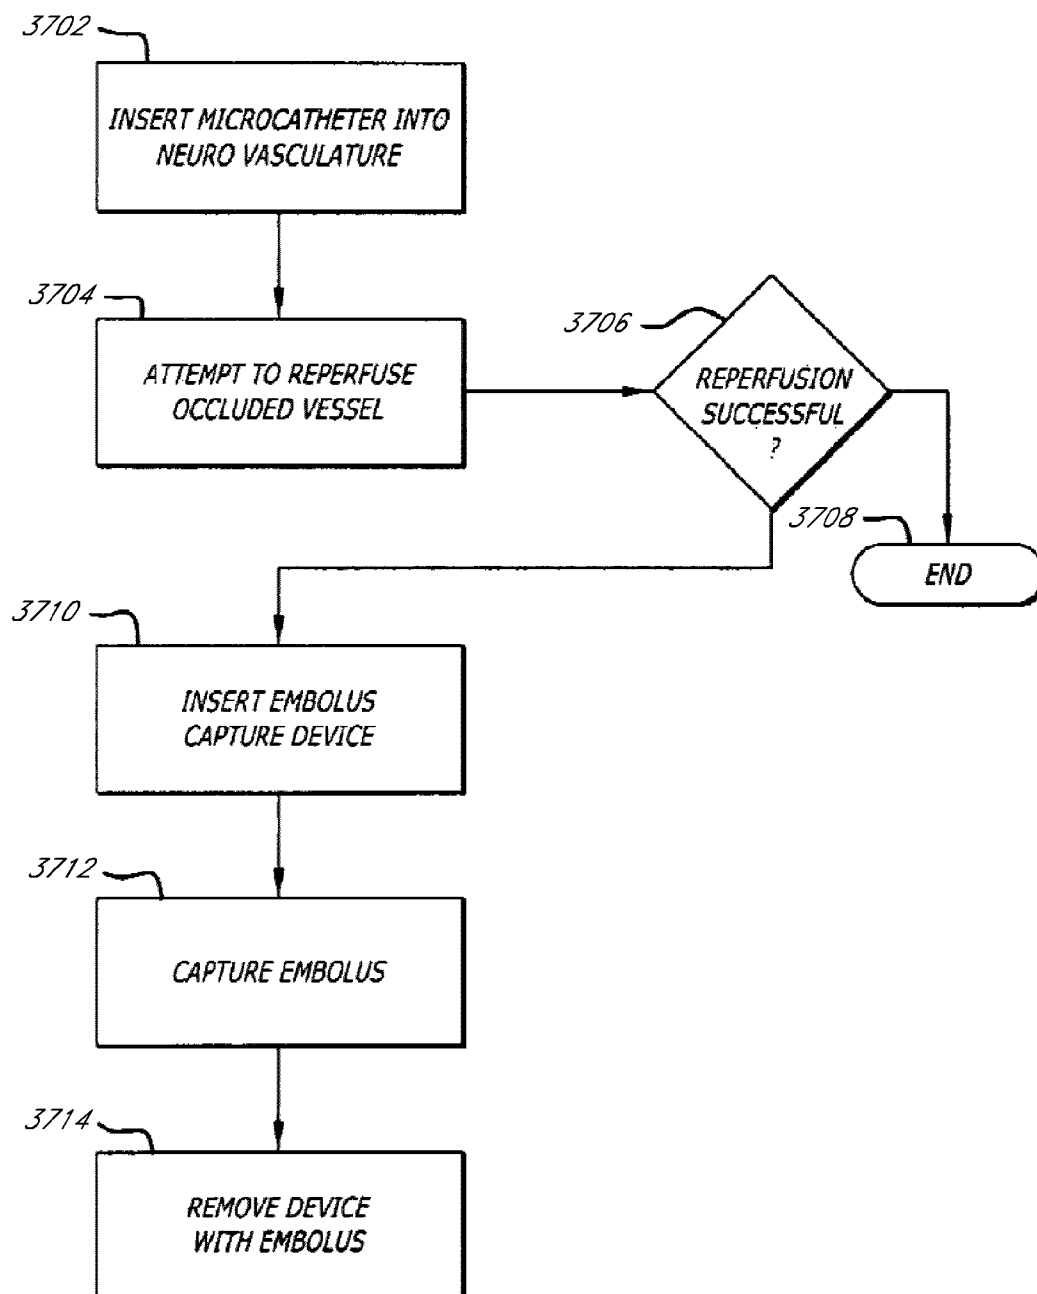 3702
INSERT MICROCATHETER INTO
NEURO VASCULATURE
3704
ATTEMPT TO REPERFUSE
OCCLUDED VESSEL
3706
REPERFUSION
SUCCESSFUL
?
3708
END
3710
INSERT EMBOLUS
CAPTURE DEVICE
3712
CAPTURE EMBOLUS
3714
REMOVE DEVICE
WITH EMBOLUS